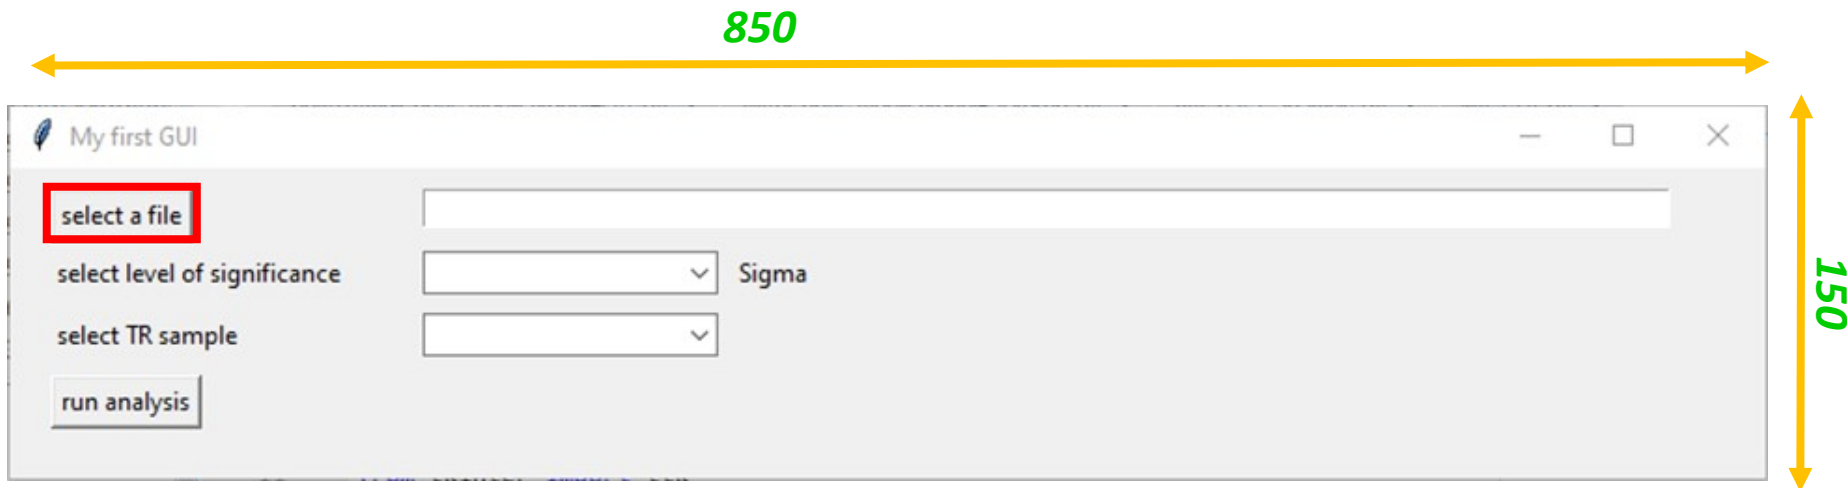 850
My first GUI
select a file
select level of significance Sigma
select TR sample
run analysis
150